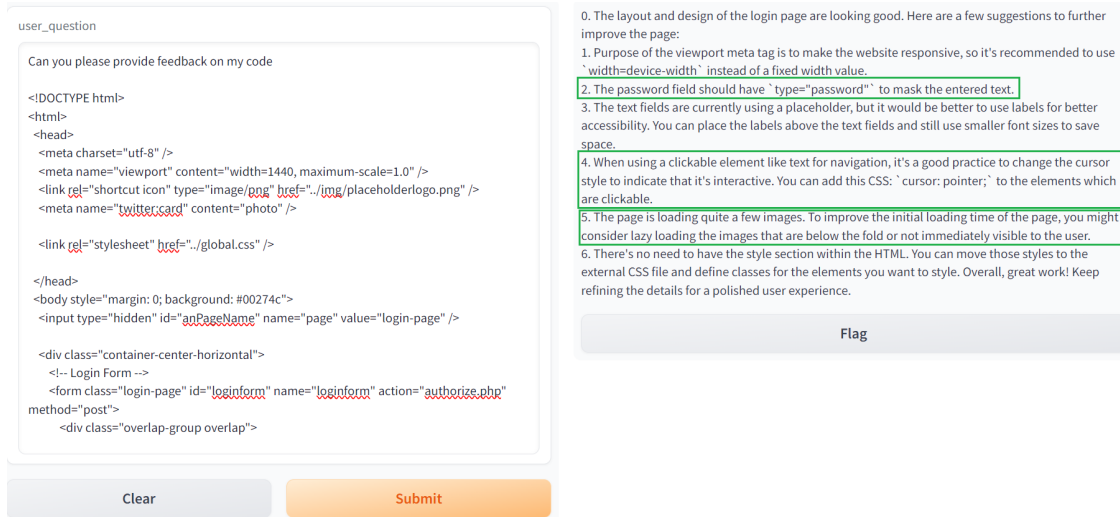 user_question
Can you please provide feedback on my code
<!DOCTYPE html>
<html>
<head>
<meta charset="utf-8" />
<meta name="viewport" content="width=1440, maximum-scale=1.0" />
<link rel="shortcut icon" type="image/png" href="../img/placeholderlogo.png" />
<meta name="twitter:card" content="photo" />
<link rel="stylesheet" href="../global.css" />
</head>
<body style="margin: 0; background: #00274c">
<input type="hidden" id="anPageName" name="page" value="login-page" />
<div class="container-center-horizontal">
<!-- Login Form -->
<form class="login-page" id="loginform" name="loginform" action="authorize.php"
method="post">
<div class="overlap-group overlap">
Clear
Submit
0. The layout and design of the login page are looking good. Here are a few suggestions to further
improve the page:
1. Purpose of the viewport meta tag is to make the website responsive, so it's recommended to use
`width=device-width` instead of a fixed width value.
2. The password field should have `type="password"` to mask the entered text.
3. The text fields are currently using a placeholder, but it would be better to use labels for better
accessibility. You can place the labels above the text fields and still use smaller font sizes to save
space.
4. When using a clickable element like text for navigation, it's a good practice to change the cursor
style to indicate that it's interactive. You can add this CSS: `cursor: pointer;` to the elements which
are clickable.
5. The page is loading quite a few images. To improve the initial loading time of the page, you might
consider lazy loading the images that are below the fold or not immediately visible to the user.
6. There's no need to have the style section within the HTML. You can move those styles to the
external CSS file and define classes for the elements you want to style. Overall, great work! Keep
refining the details for a polished user experience.
Flag